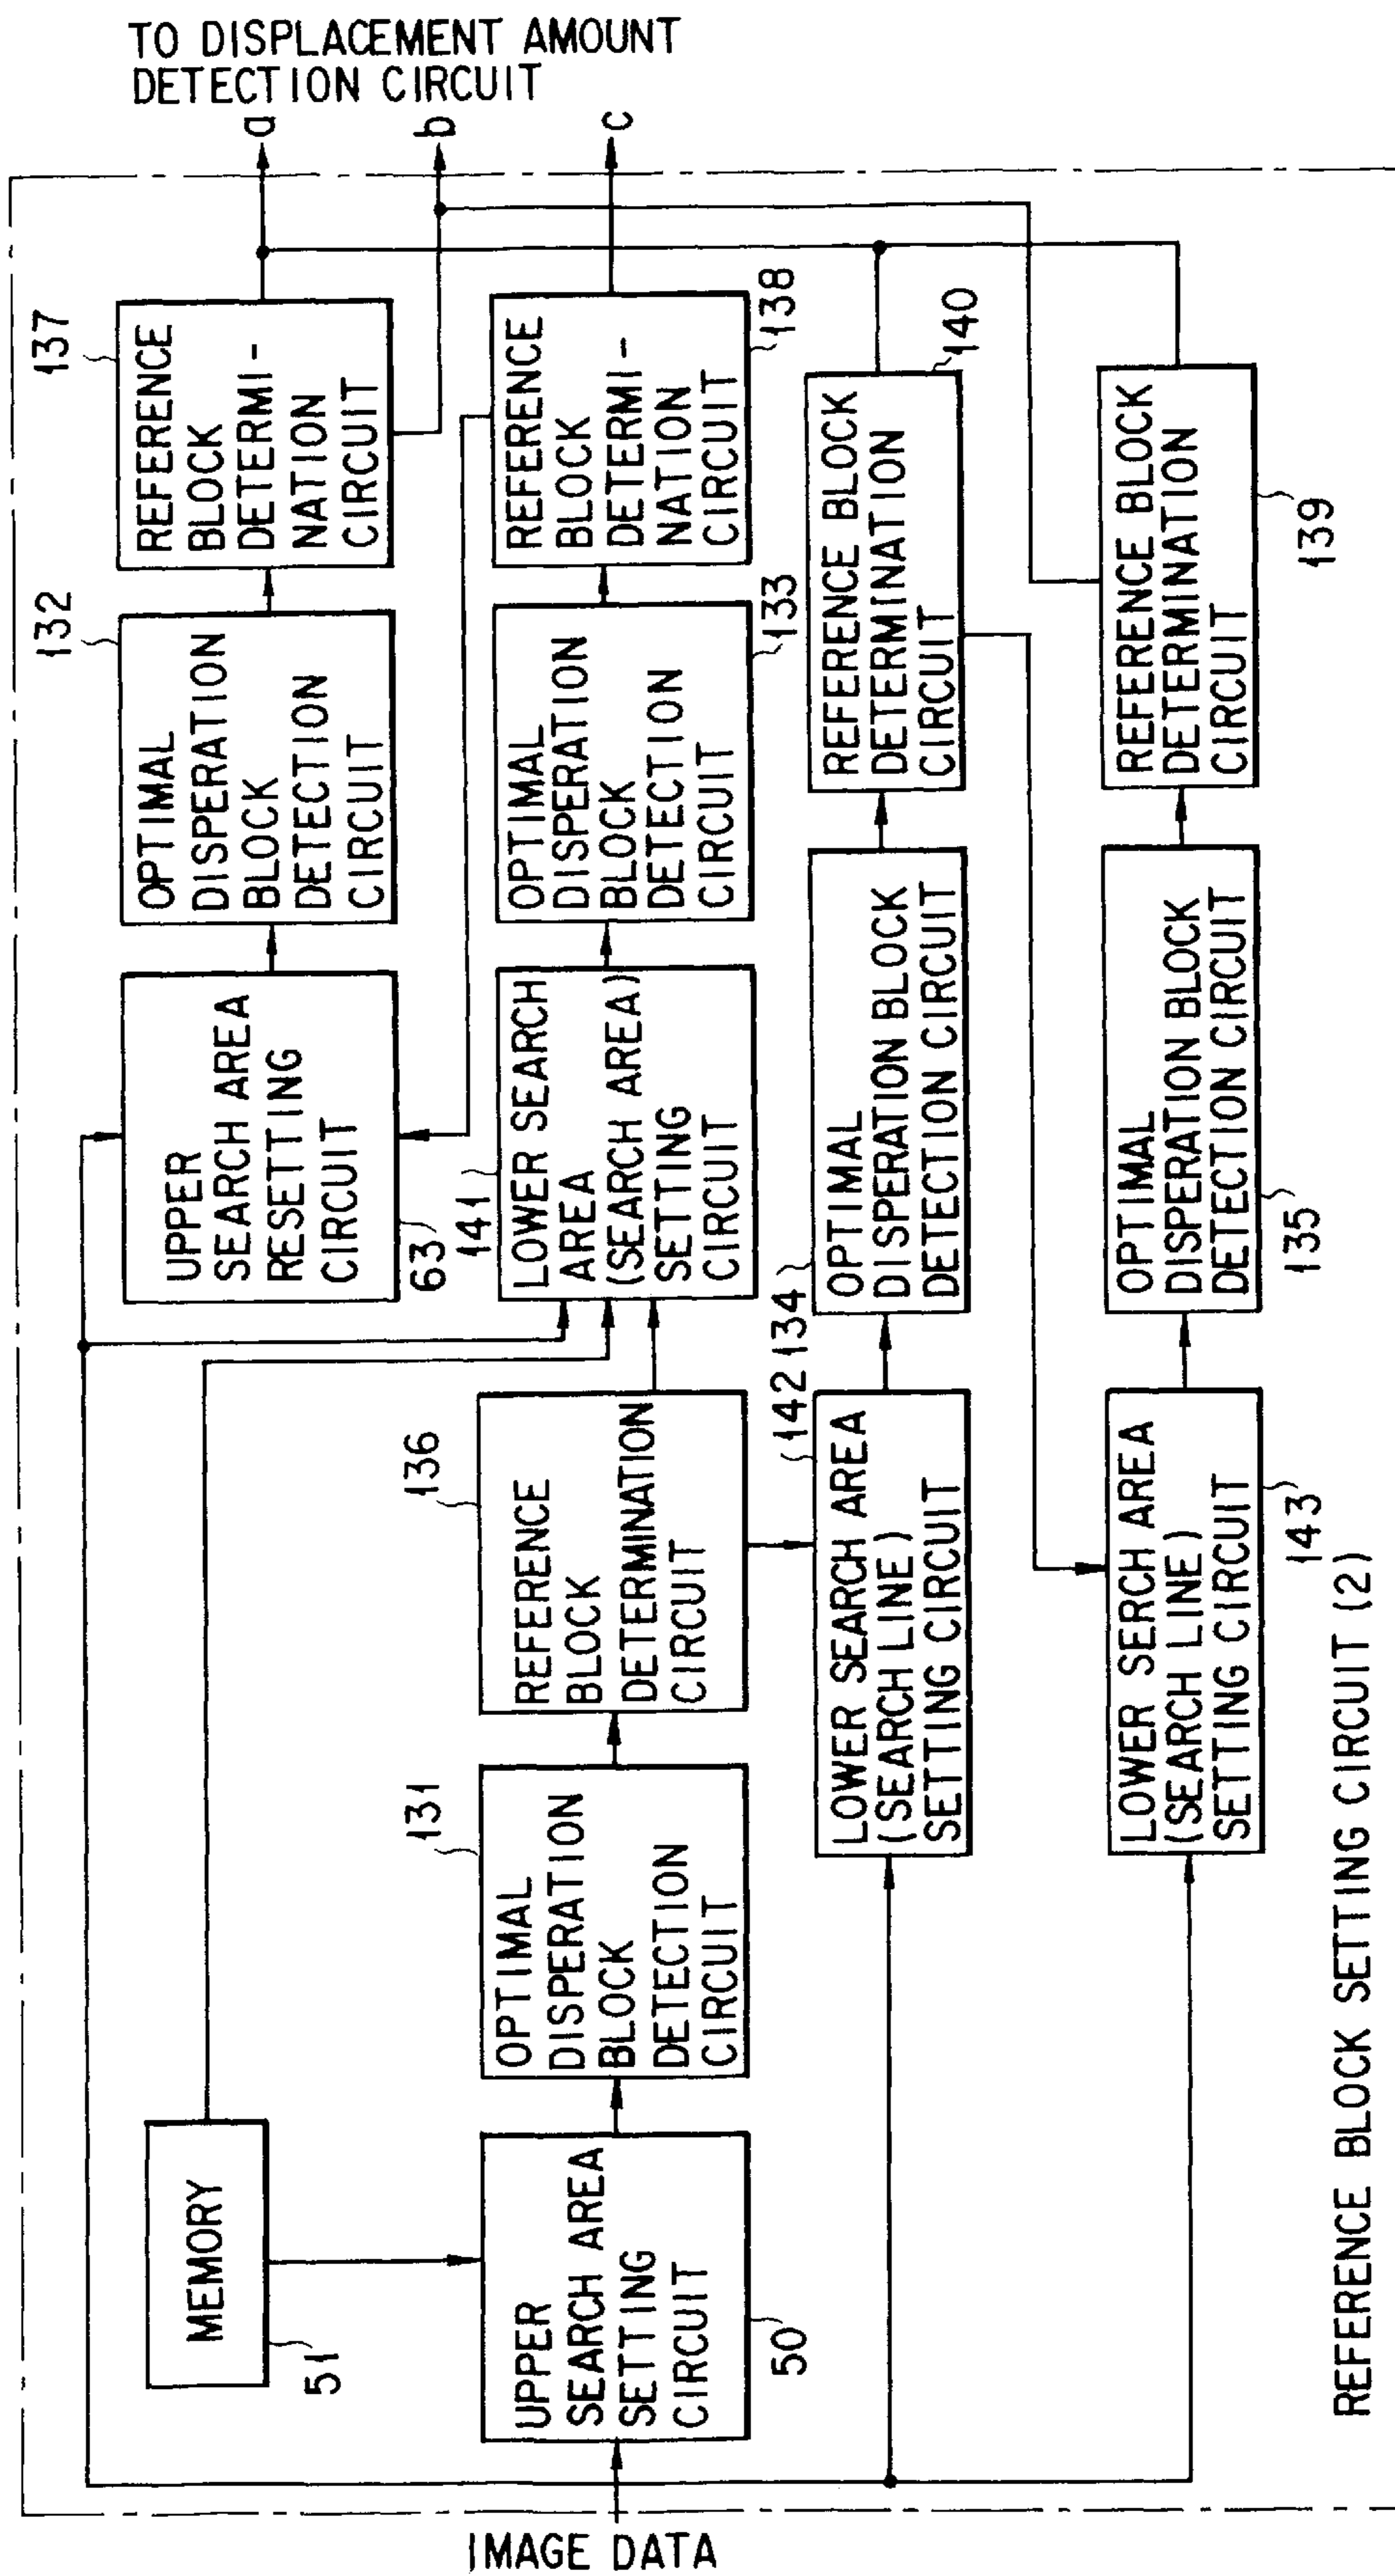 TO DISPLACEMENT AMOUNT
DETECTION CIRCUIT
a
b
c
137
REFERENCE
BLOCK
DETERMI-
NATION
CIRCUIT
132
OPTIMAL
DISPERATION
BLOCK
DETECTION
CIRCUIT
UPPER
SEARCH AREA
RESETTING
CIRCUIT
63
MEMORY
51
IMAGE DATA
UPPER
SEARCH AREA
SETTING
CIRCUIT
50
131
OPTIMAL
DISPERATION
BLOCK
DETECTION
CIRCUIT
136
REFERENCE
BLOCK
DETERMINATION
CIRCUIT
141
LOWER SEARCH
AREA
(SEARCH AREA)
SETTING
CIRCUIT
OPTIMAL
DISPERATION
BLOCK
DETECTION
CIRCUIT
133
REFERENCE
BLOCK
DETERMI-
NATION
CIRCUIT
138
142
LOWER SEARCH AREA
(SEARCH LINE)
SETTING CIRCUIT
134
OPTIMAL
DISPERATION BLOCK
DETECTION CIRCUIT
REFERENCE BLOCK
DETERMINATION
CIRCUIT
140
LOWER SERCH AREA
(SEARCH LINE)
SETTING CIRCUIT
143
OPTIMAL
DISPERATION BLOCK
DETECTION CIRCUIT
135
REFERENCE BLOCK
DETERMINATION
CIRCUIT
139
REFERENCE BLOCK SETTING CIRCUIT (2)